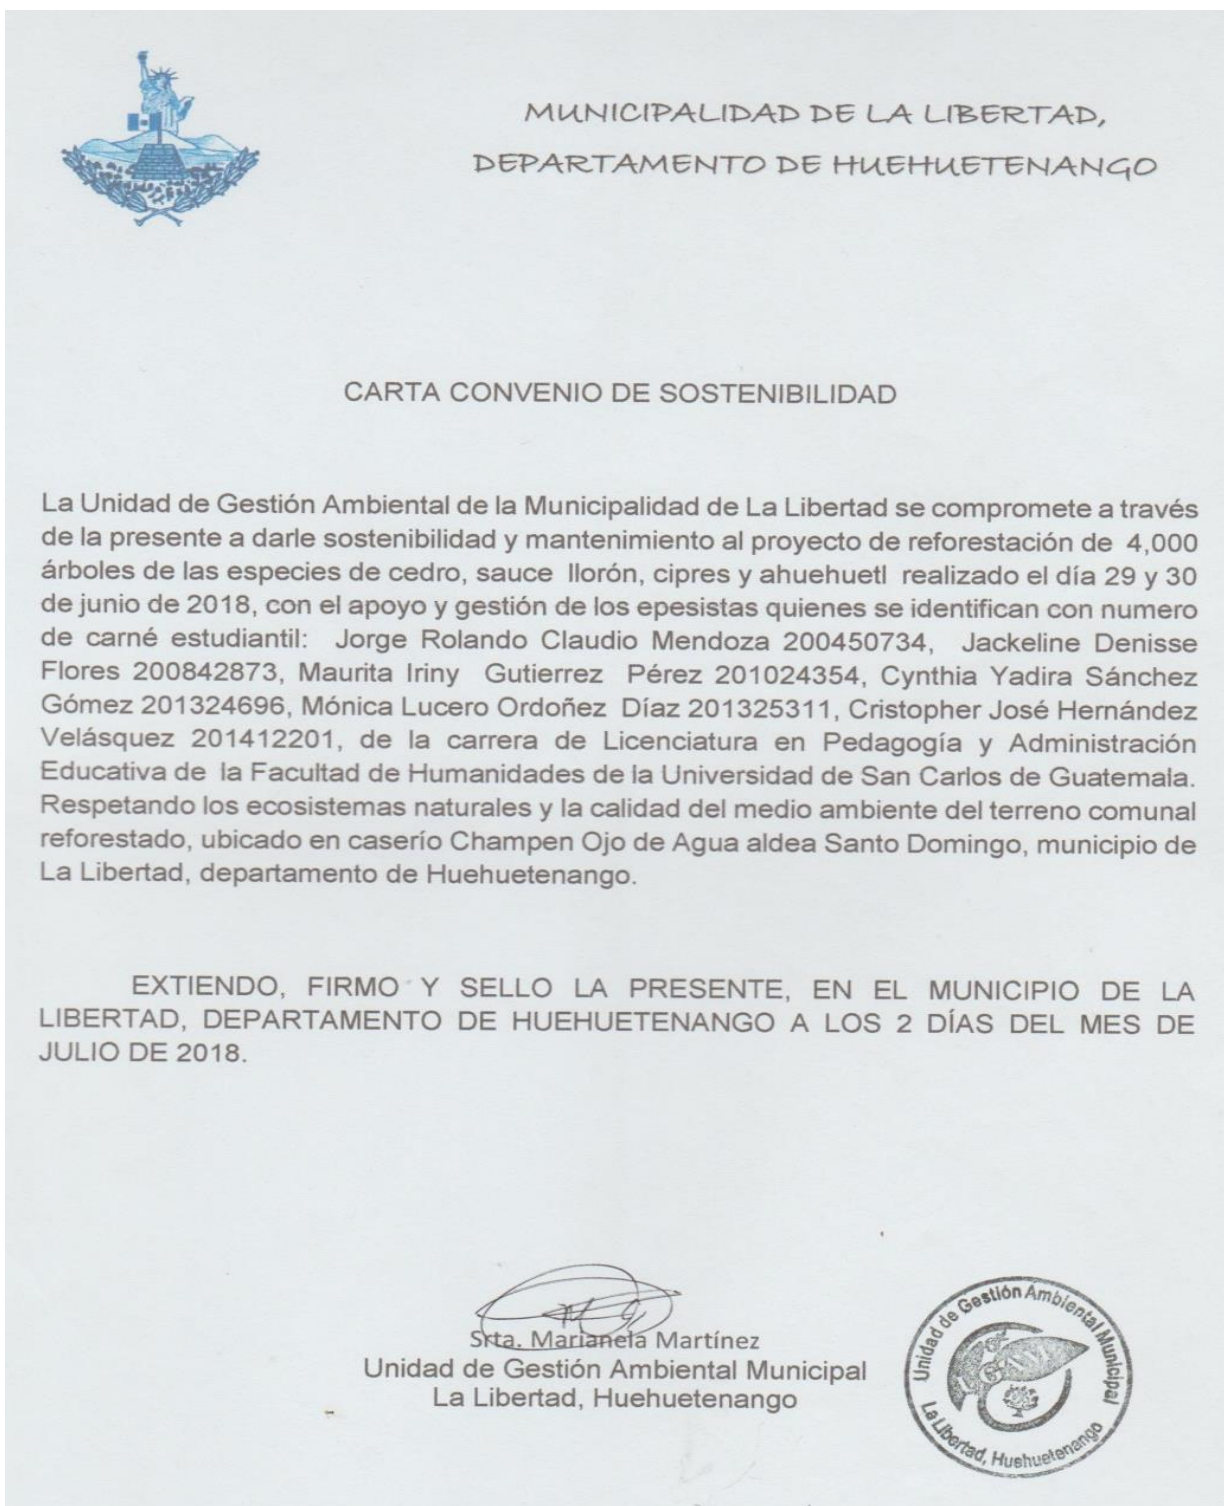 MUNICIPALIDAD DE LA LIBERTAD,
DEPARTAMENTO DE HUEHUETENANGO
CARTA CONVENIO DE SOSTENIBILIDAD
La Unidad de Gestión Ambiental de la Municipalidad de La Libertad se compromete a través
de la presente a darle sostenibilidad y mantenimiento al proyecto de reforestación de 4,000
árboles de las especies de cedro, sauce llorón, cipres y ahuehuetl realizado el día 29 y 30
de junio de 2018, con el apoyo y gestión de los epesistas quienes se identifican con numero
de carné estudiantil: Jorge Rolando Claudio Mendoza 200450734, Jackeline Denisse
Flores 200842873, Maurita Iriny Gutierrez Pérez 201024354, Cynthia Yadira Sánchez
Gómez 201324696, Mónica Lucero Ordoñez Díaz 201325311, Cristopher José Hernández
Velásquez 201412201, de la carrera de Licenciatura en Pedagogía y Administración
Educativa de la Facultad de Humanidades de la Universidad de San Carlos de Guatemala.
Respetando los ecosistemas naturales y la calidad del medio ambiente del terreno comunal
reforestado, ubicado en caserío Champen Ojo de Agua aldea Santo Domingo, municipio de
La Libertad, departamento de Huehuetenango.
EXTIENDO, FIRMO Y SELLO LA PRESENTE, EN EL MUNICIPIO DE LA
LIBERTAD, DEPARTAMENTO DE HUEHUETENANGO A LOS 2 DÍAS DEL MES DE
JULIO DE 2018.
Srta. Marianela Martínez
Unidad de Gestión Ambiental Municipal
La Libertad, Huehuetenango
Unidad de Gestión Ambiental Municipal
La Libertad, Huehuetenango